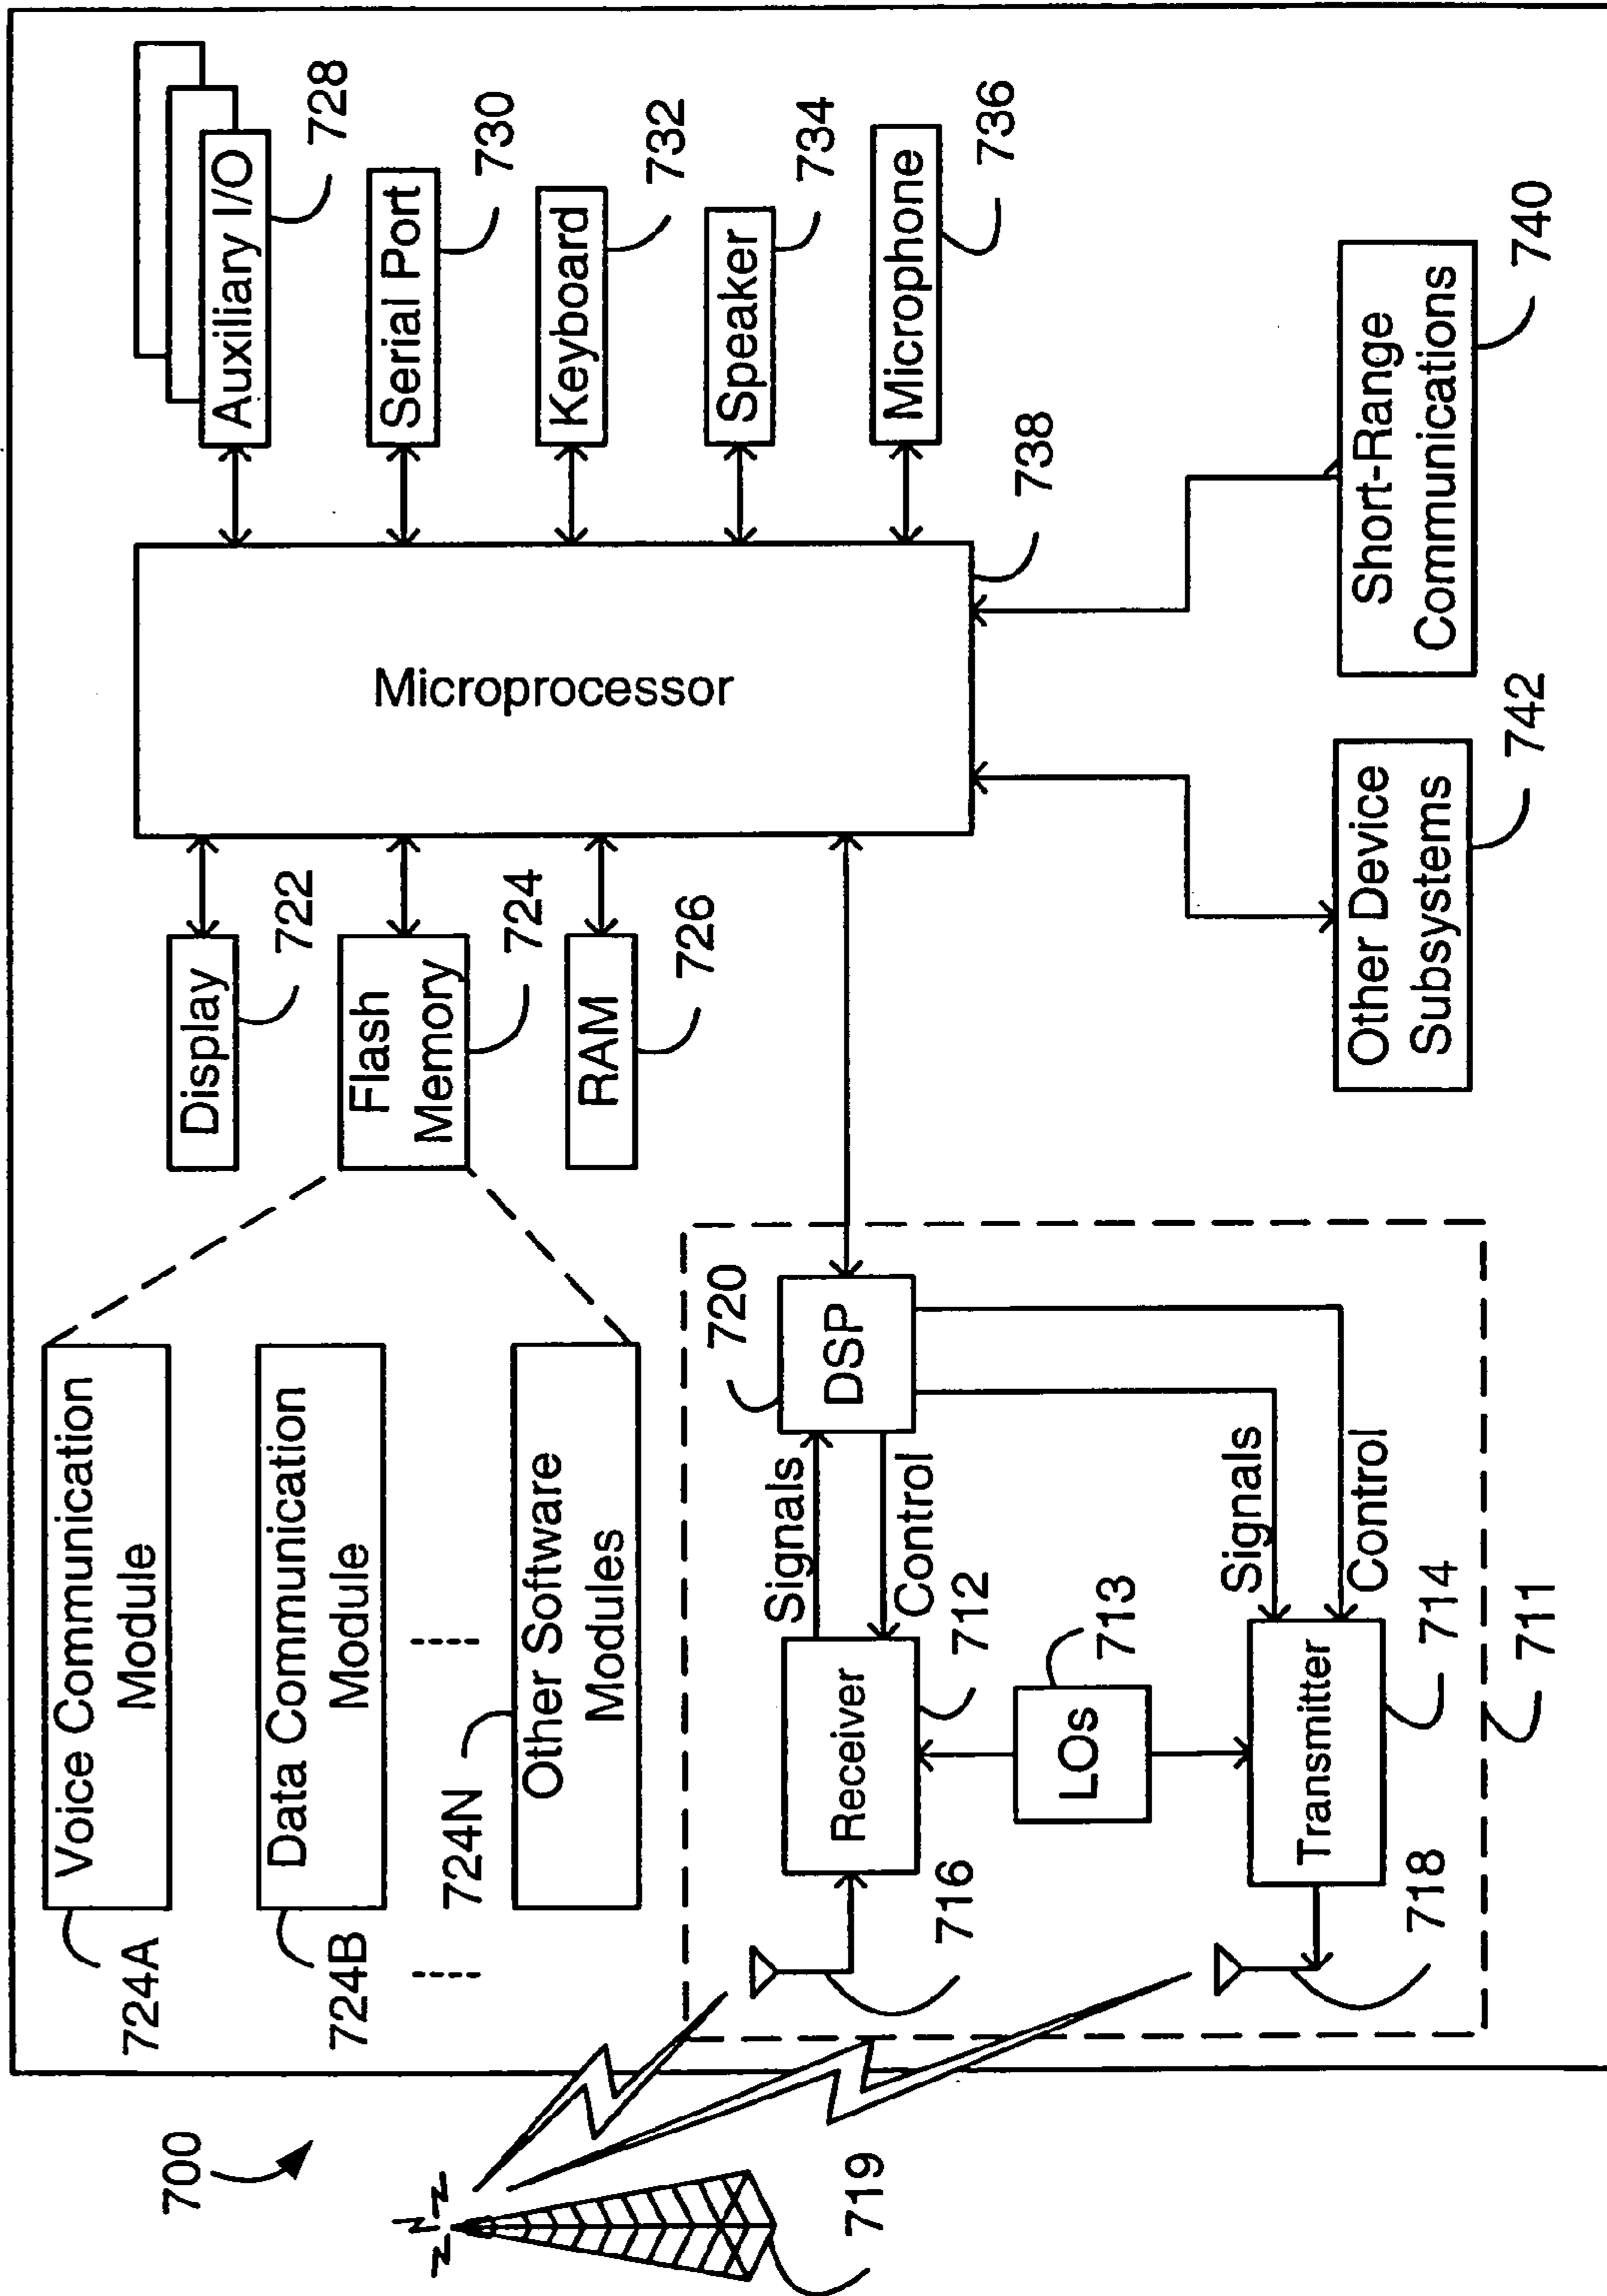 700
719
Voice Communication
Module
724A
Data Communication
Module
724B
724N
Other Software
Modules
Display
722
Flash
Memory
724
RAM
726
Microprocessor
738
Auxiliary I/O
728
Serial Port
730
Keyboard
732
Speaker
734
Microphone
736
Short-Range
Communications
740
Other Device
Subsystems
742
720
DSP
Signals
Control
Receiver
712
716
LOs
713
Signals
Control
Transmitter
714
718
711